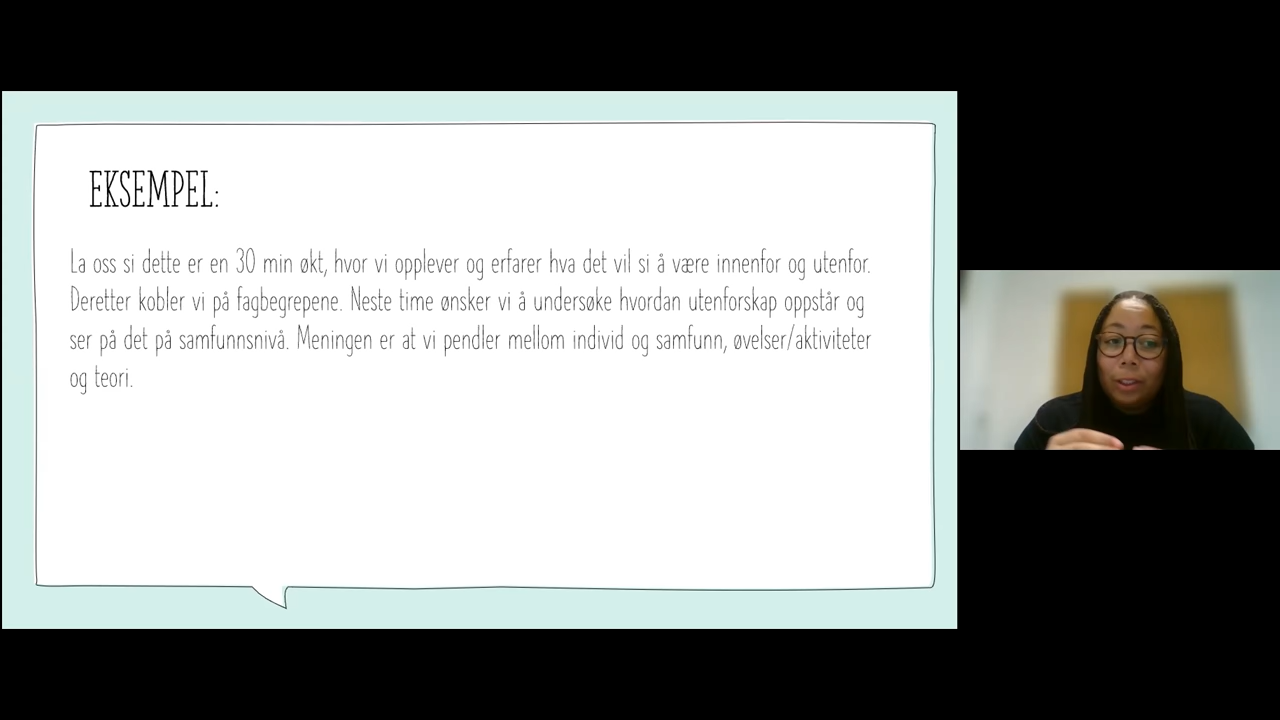 EKSEMPEL:
La oss si dette er en 30 min økt, hvor vi opplever og erfarer hva det vil si å være innenfor og utenfor.
Deretter kobler vi på fagbegrepene. Neste time ønsker vi å undersøke hvordan utenforskap oppstår og
ser på det på samfunnsnivå. Meningen er at vi pendler mellom individ og samfunn, øvelser/aktiviteter
og teori.